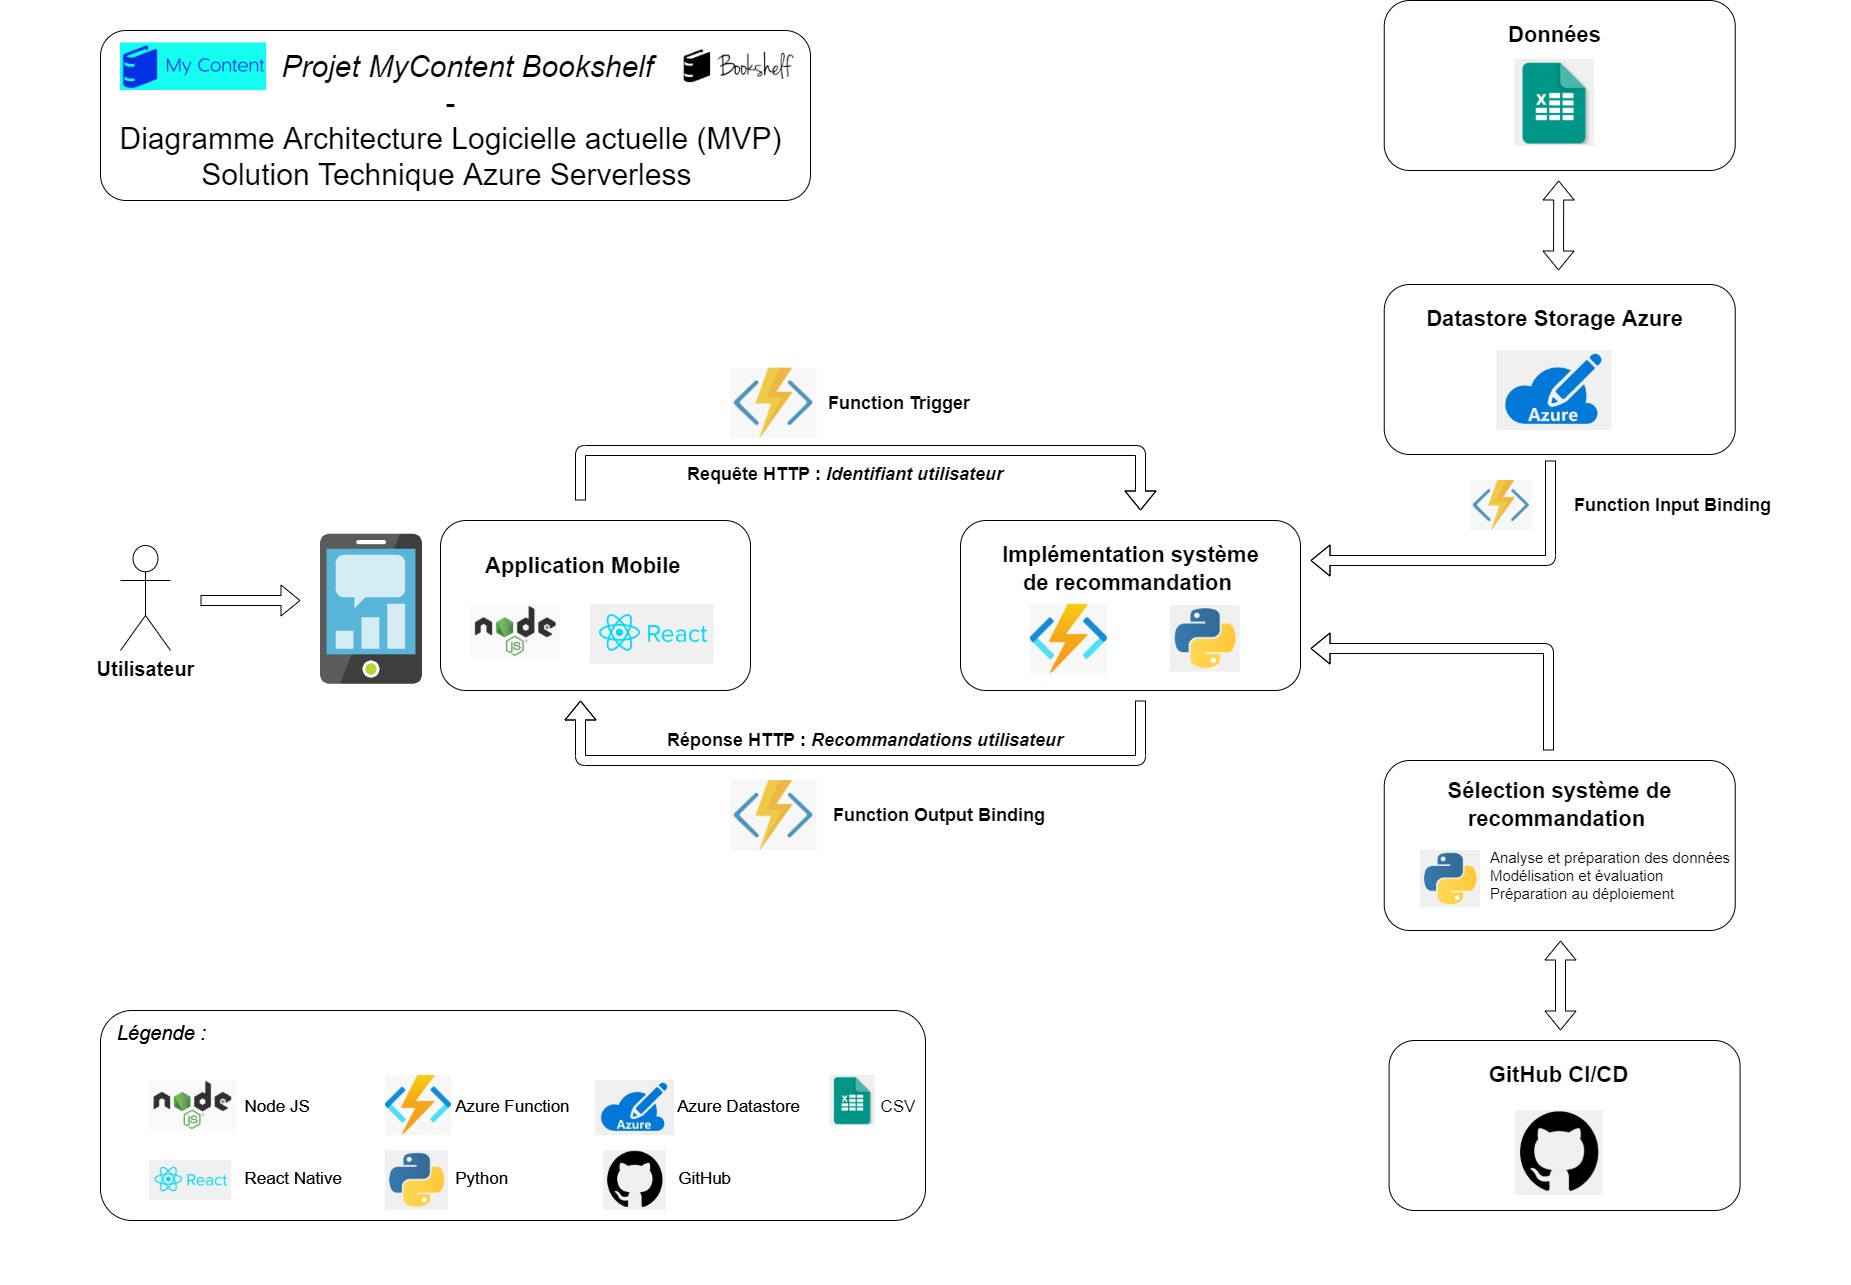 My Content
Projet MyContent Bookshelf
Bookshelf
-
Diagramme Architecture Logicielle actuelle (MVP)
Solution Technique Azure Serverless
Données
X
Datastore Storage Azure
Azure
Function Trigger
Requête HTTP : Identifiant utilisateur
Function Input Binding
Utilisateur
Application Mobile
node
JS
React
Implémentation système
de recommandation
Réponse HTTP : Recommandations utilisateur
Function Output Binding
Sélection système de
recommandation
Analyse et préparation des données
Modélisation et évaluation
Préparation au déploiement
GitHub CI/CD
Légende :
node
JS
Node JS
Azure Function
Azure
Azure Datastore
X
CSV
React
React Native
Python
GitHub